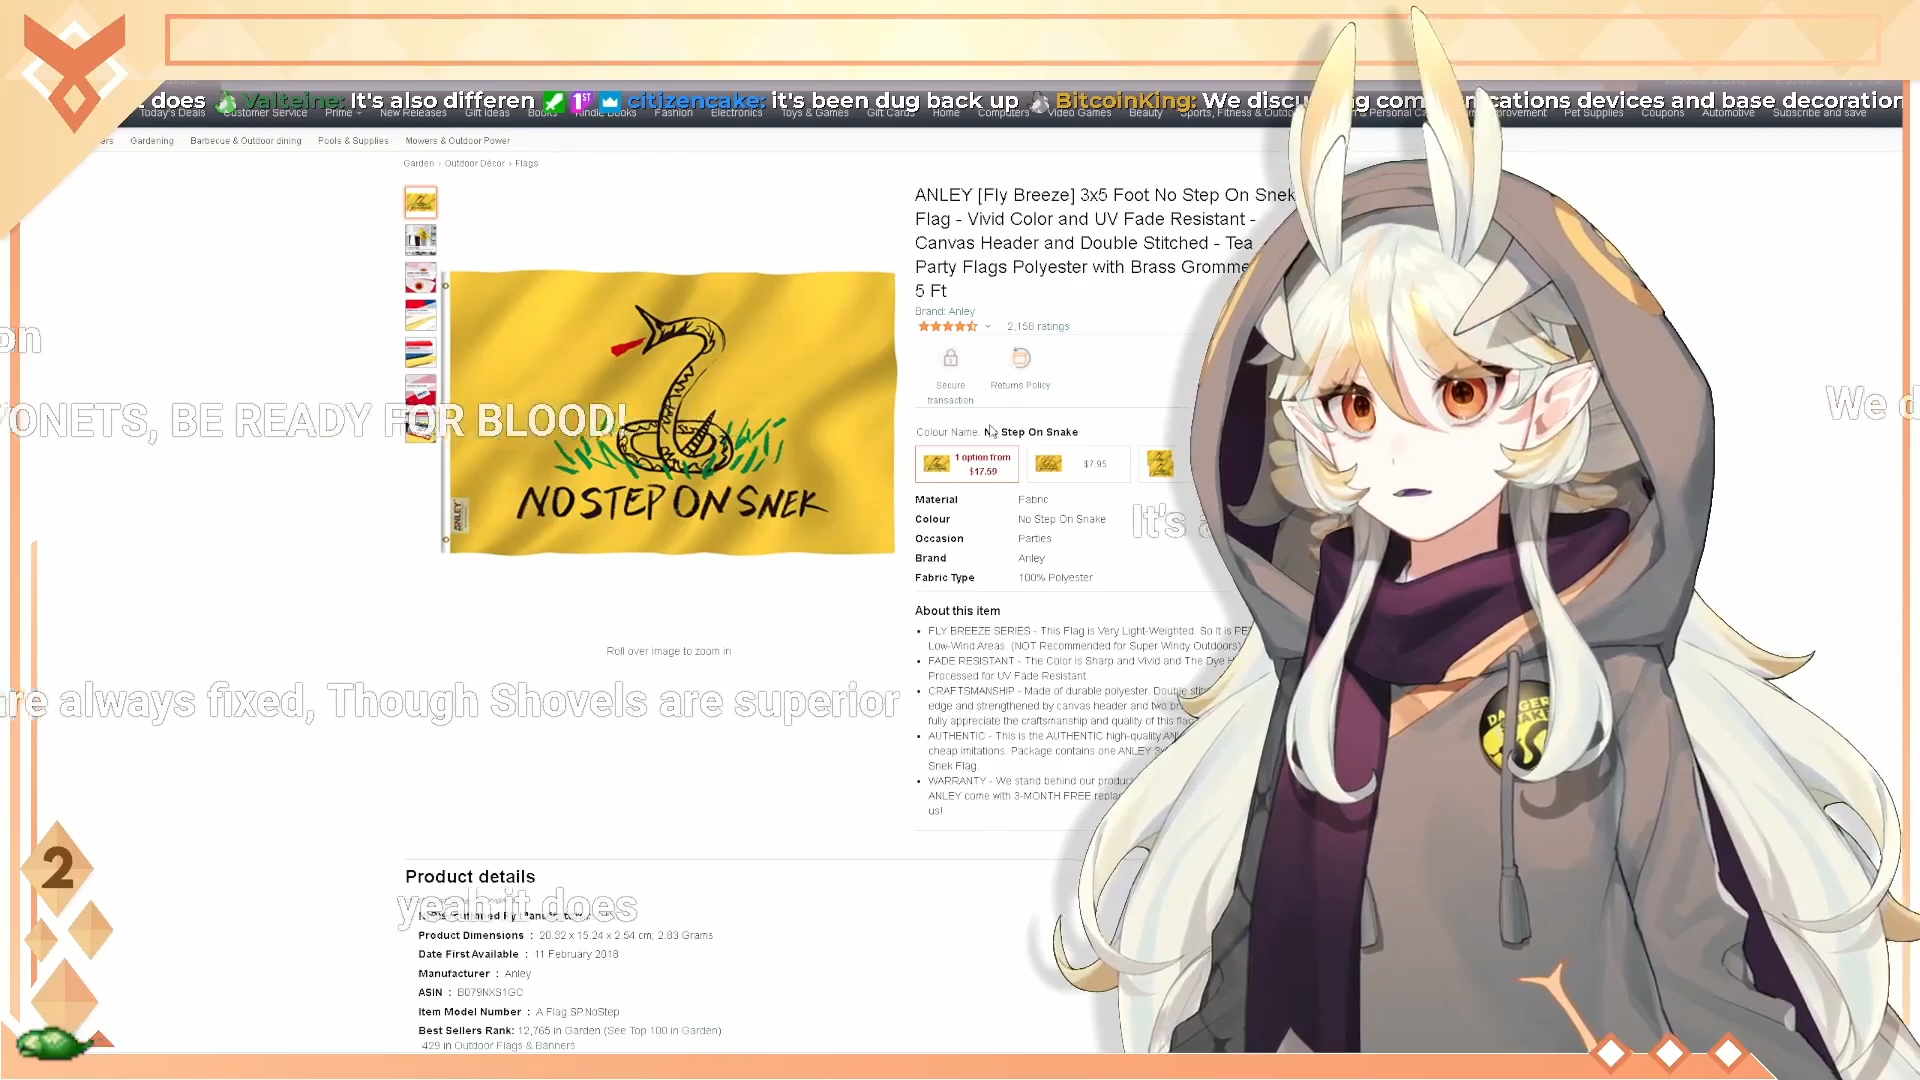 t does Valteine: It's also differen 1ST citizencake: it's been dug back up BitcoinKing: We discu cations devices and base decoration
Today's Deals Customer Service Prime New Releases Gift Ideas Books Kindle Books Fashion Electronics Toys & Games Gift Cards Home Computers Video Games Beauty Sports, Fitness & Outdo Pet Supplies Coupons Automotive Subscribe and save
Gardening Barbecue & Outdoor dining Pools & Supplies Mowers & Outdoor Power
Garden › Outdoor Décor › Flags
ANLEY [Fly Breeze] 3x5 Foot No Step On Snek
Flag - Vivid Color and UV Fade Resistant -
Canvas Header and Double Stitched - Tea
Party Flags Polyester with Brass Gromme
5 Ft
Brand: Anley
2,158 ratings
Secure transaction
Returns Policy
on
YONETS, BE READY FOR BLOOD!
We d
Colour Name: No Step On Snake
1 option from
$17.59
$7.95
NO STEP ON SNEK
ANLEY
Material Fabric
Colour No Step On Snake
Occasion Parties
Brand Anley
Fabric Type 100% Polyester
It's a
About this item
FLY BREEZE SERIES - This Flag is Very Light-Weighted. So It is PE
Low-Wind Areas. (NOT Recommended for Super Windy Outdoors)
FADE RESISTANT - The Color is Sharp and Vivid and The Dye H
Processed for UV Fade Resistant.
CRAFTSMANSHIP - Made of durable polyester. Double stit
edge and strengthened by canvas header and two br
fully appreciate the craftsmanship and quality of this fla
AUTHENTIC - This is the AUTHENTIC high-quality AN
cheap imitations. Package contains one ANLEY 3x
Snek Flag.
WARRANTY - We stand behind our produc
ANLEY come with 3-MONTH FREE repla
us!
Roll over image to zoom in
re always fixed, Though Shovels are superior
DANGER
SNAKE
Product details
yeah it does
Product Dimensions : 20.32 x 15.24 x 2.54 cm; 2.83 Grams
Date First Available : 11 February 2018
Manufacturer : Anley
ASIN : B079NXS1GC
Item Model Number : A.Flag.SP.NoStep
Best Sellers Rank: 12,765 in Garden (See Top 100 in Garden)
429 in Outdoor Flags & Banners
2